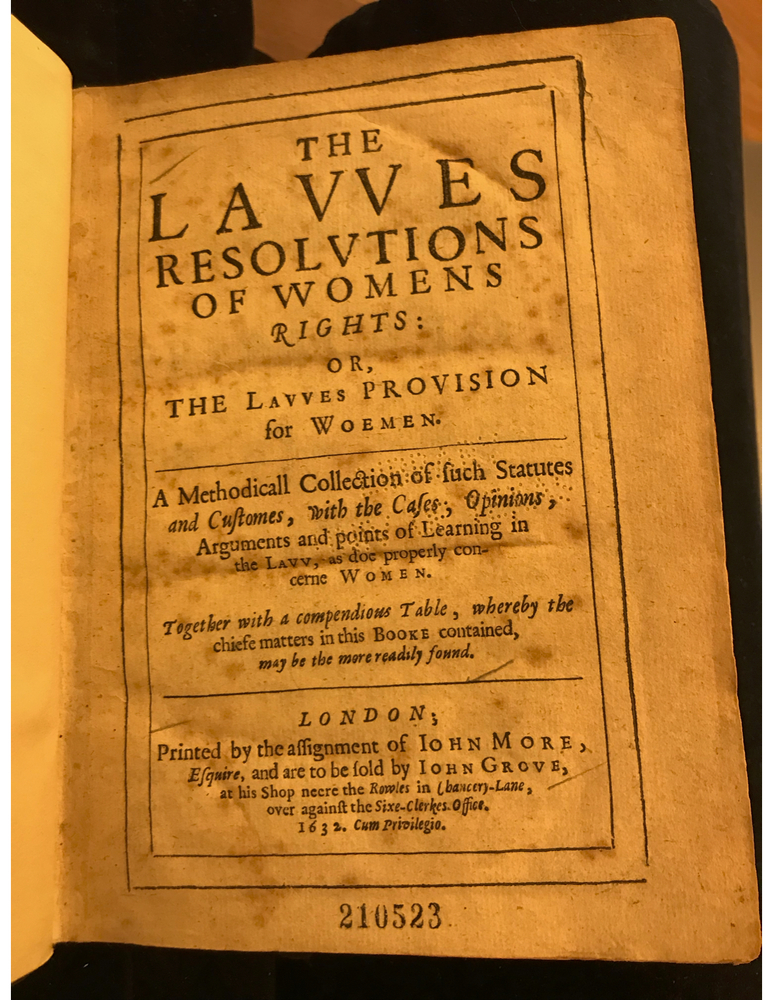 THE
LAVVES
RESOLVTIONS
OF WOMENS
RIGHTS:
OR,
THE LAVVES PROVISION
for WOEMEN.
A Methodicall Collection of ſuch Statutes
and Cuſtomes, with the Caſes, Opinions,
Arguments and points of Learning in
the LAVV, as doe properly con-
cerne WOMEN.
Together with a compendious Table, whereby the
chiefe matters in this BOOKE contained,
may be the more readily found.
LONDON;
Printed by the aſſignment of IOHN MORE,
Eſquire, and are to be ſold by IOHN GROVE,
at his Shop neere the Rowles in Chancery-Lane,
over againſt the Sixe-Clerkes-Office.
1632. Cum Privilegio.
210523